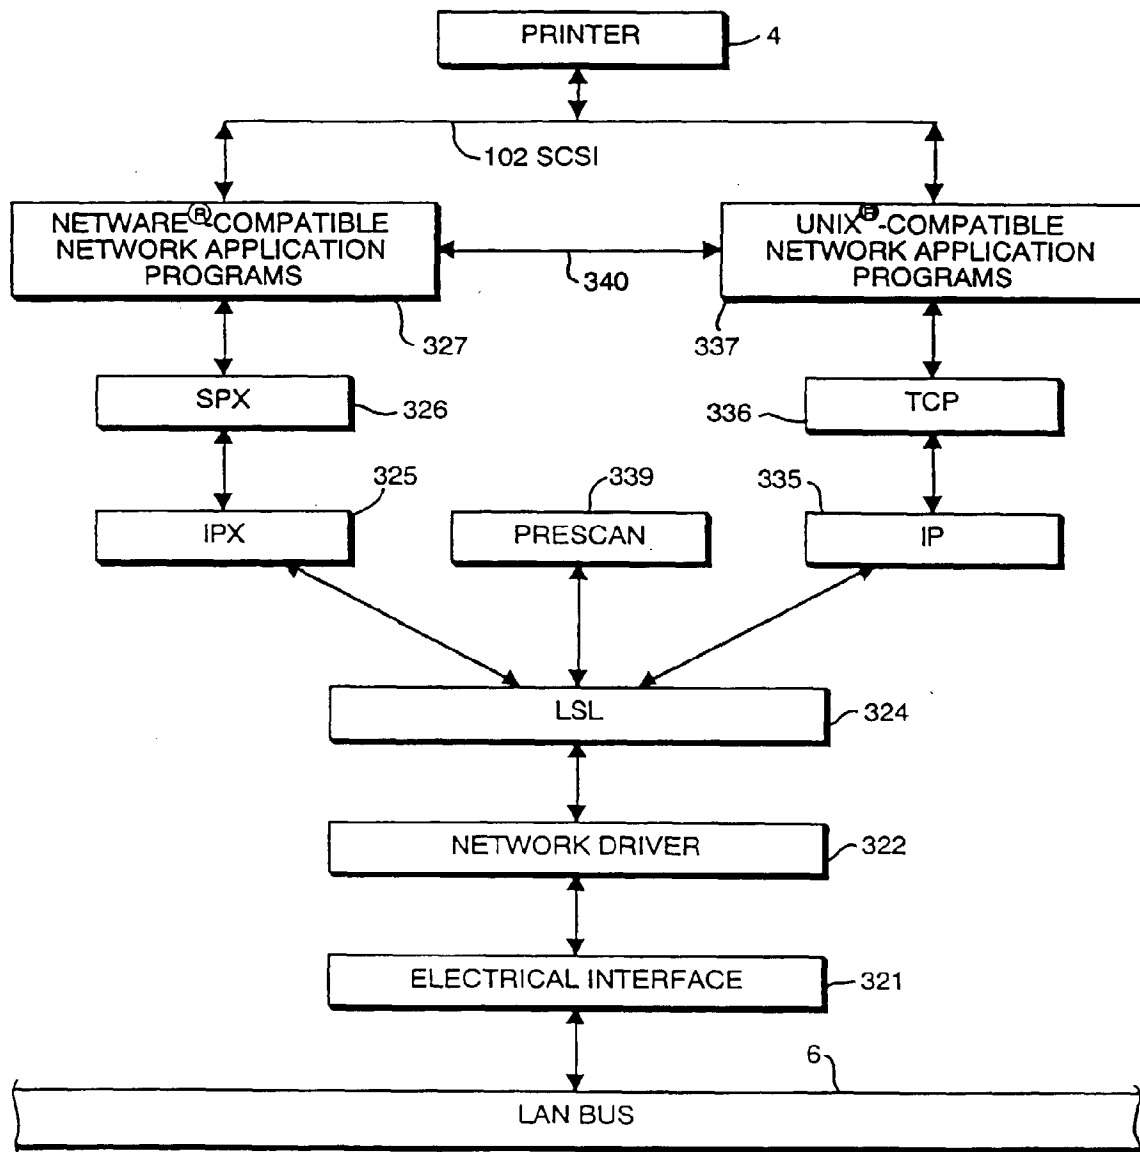 PRINTER
4
102 SCSI
NETWARE®-COMPATIBLE
NETWORK APPLICATION
PROGRAMS
UNIX®-COMPATIBLE
NETWORK APPLICATION
PROGRAMS
340
327
337
SPX
326
336
TCP
325
339
335
IPX
PRESCAN
IP
LSL
324
NETWORK DRIVER
322
ELECTRICAL INTERFACE
321
6
LAN BUS